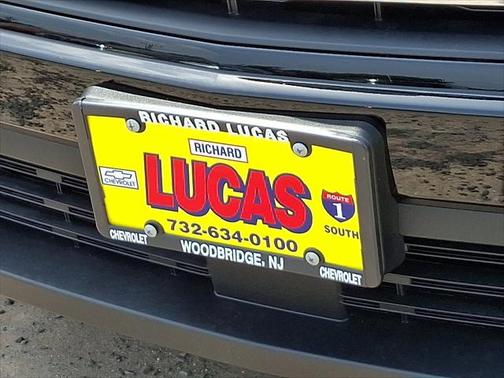 RICHARD LUCAS
RICHARD
LUCAS
CHEVROLET
ROUTE
1
SOUTH
732-634-0100
CHEVROLET
WOODBRIDGE, NJ
CHEVROLET